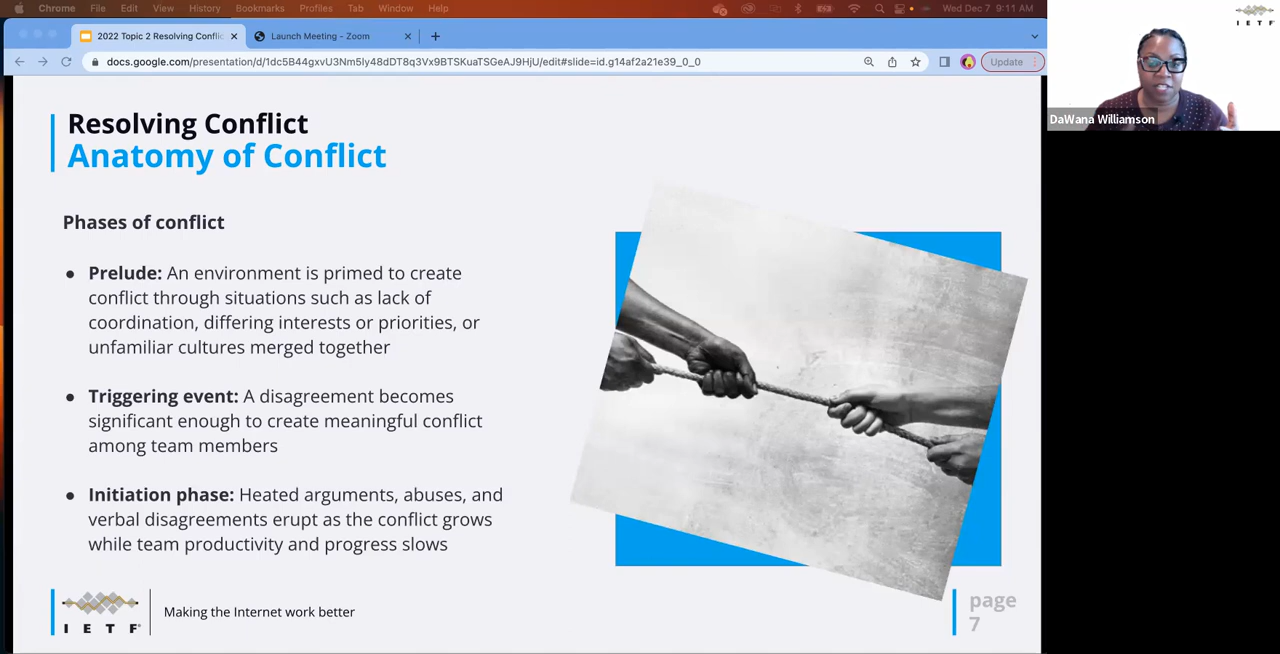 Chrome File Edit View History Bookmarks Profiles Tab Window Help Wed Dec 7 9:11 AM
2022 Topic 2 Resolving Conflic
Launch Meeting - Zoom
docs.google.com/presentation/d/1dc5B44gxvU3Nm5ly48dDT8q3Vx9BTSKuaTSGeAJ9HjU/edit#slide=id.g14af2a21e39_0_0
Update
IETF
DaWana Williamson
Resolving Conflict
Anatomy of Conflict
Phases of conflict
● Prelude: An environment is primed to create
conflict through situations such as lack of
coordination, differing interests or priorities, or
unfamiliar cultures merged together
● Triggering event: A disagreement becomes
significant enough to create meaningful conflict
among team members
● Initiation phase: Heated arguments, abuses, and
verbal disagreements erupt as the conflict grows
while team productivity and progress slows
I E T F®
Making the Internet work better
page
7